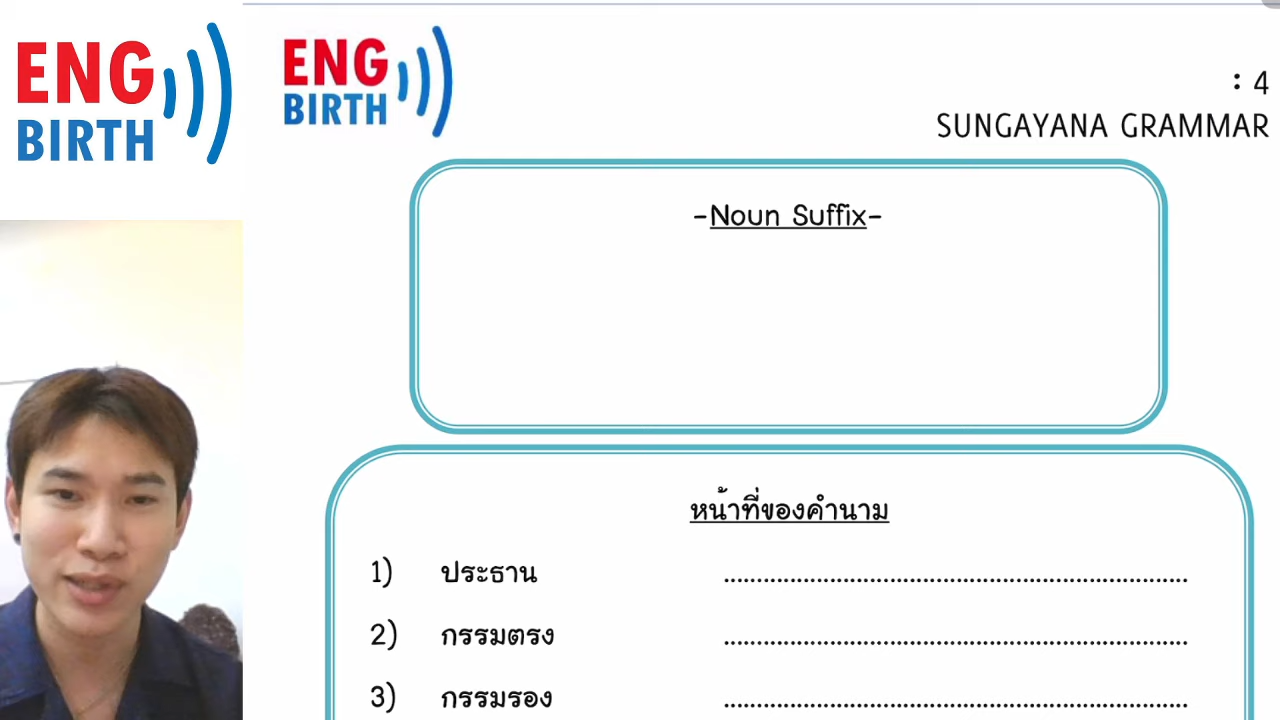 ENG
BIRTH
ENG
BIRTH
: 4
SUNGAYANA GRAMMAR
-Noun Suffix-
หน้าที่ของคำนาม
1) ประธาน ......................................................................
2) กรรมตรง ......................................................................
3) กรรมรอง ......................................................................